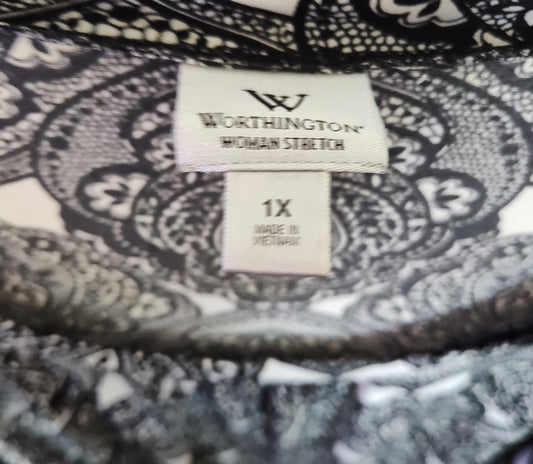 W
WORTHINGTON®
WOMAN STRETCH
1X
MADE IN
VIETNAM